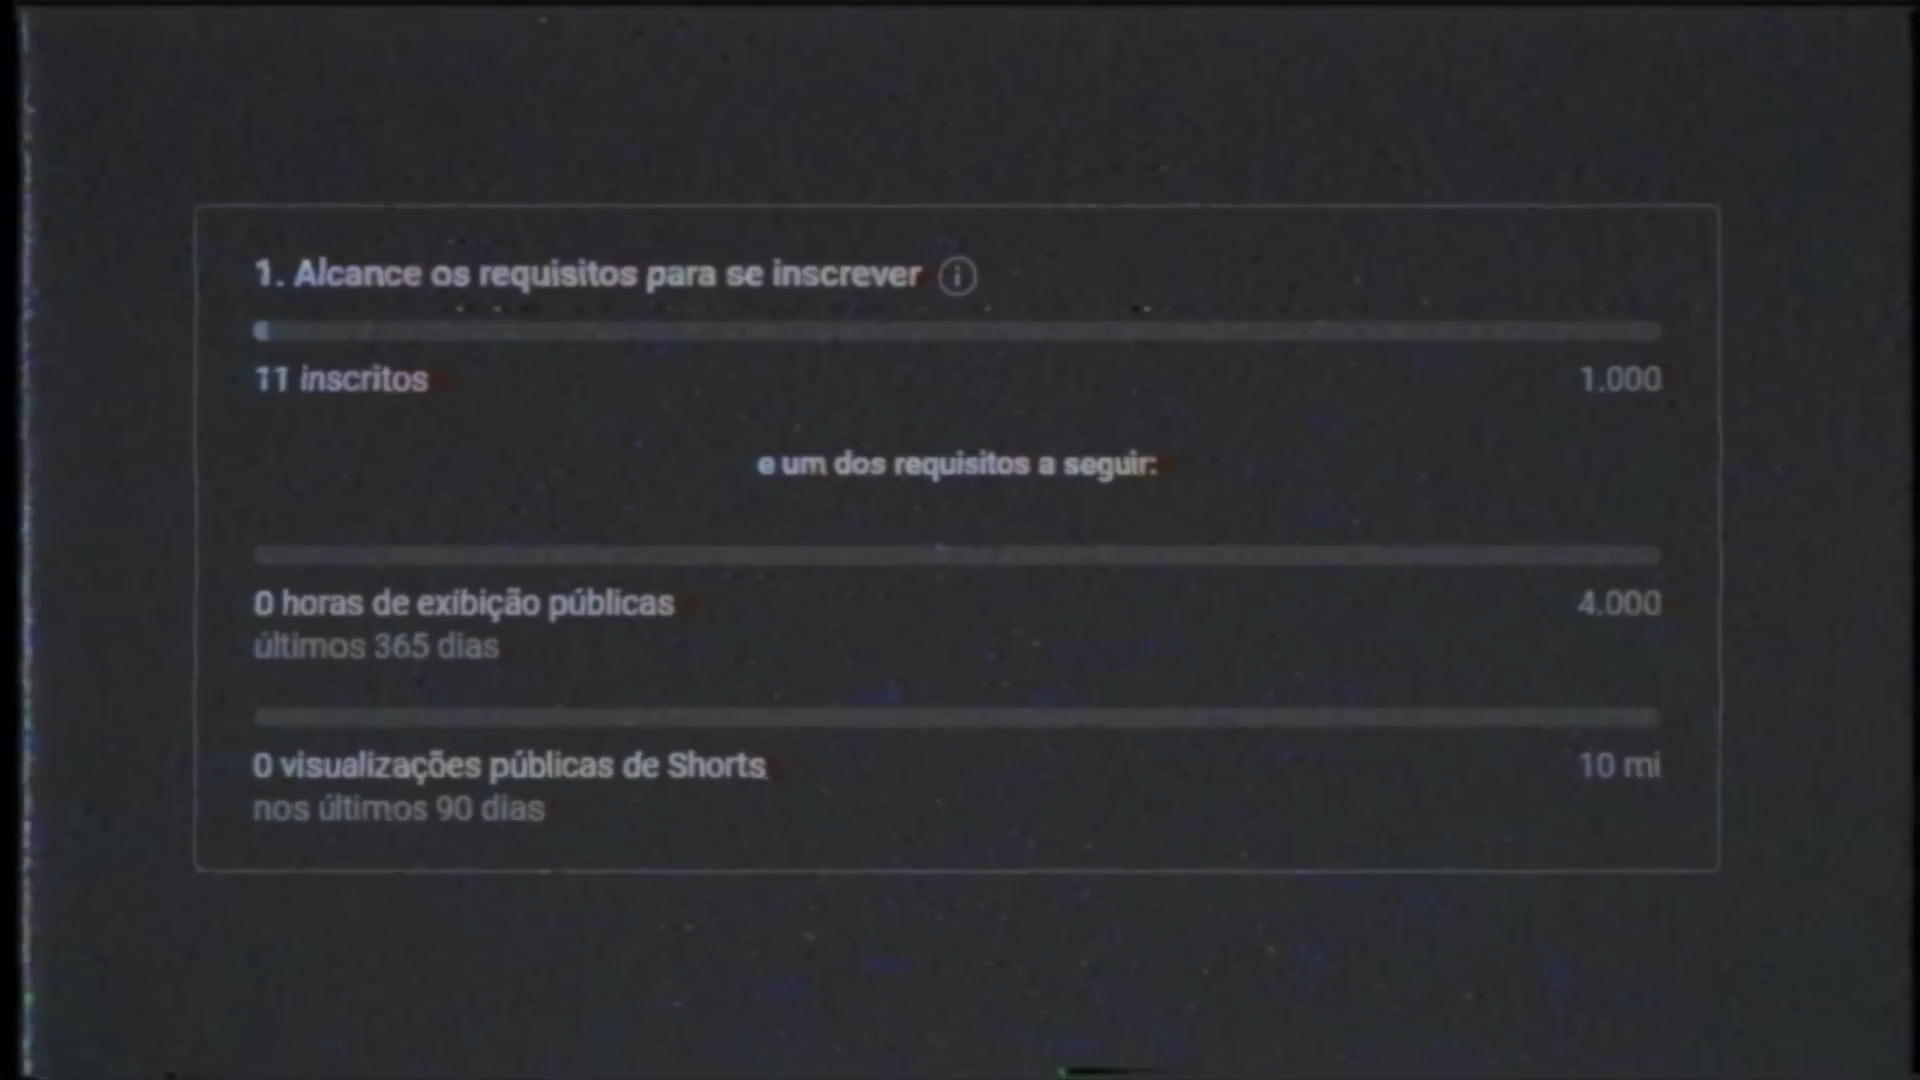 1. Alcance os requisitos para se inscrever
11 inscritos 1.000
e um dos requisitos a seguir:
0 horas de exibição públicas 4.000
últimos 365 dias
0 visualizações públicas de Shorts 10 mi
nos últimos 90 dias